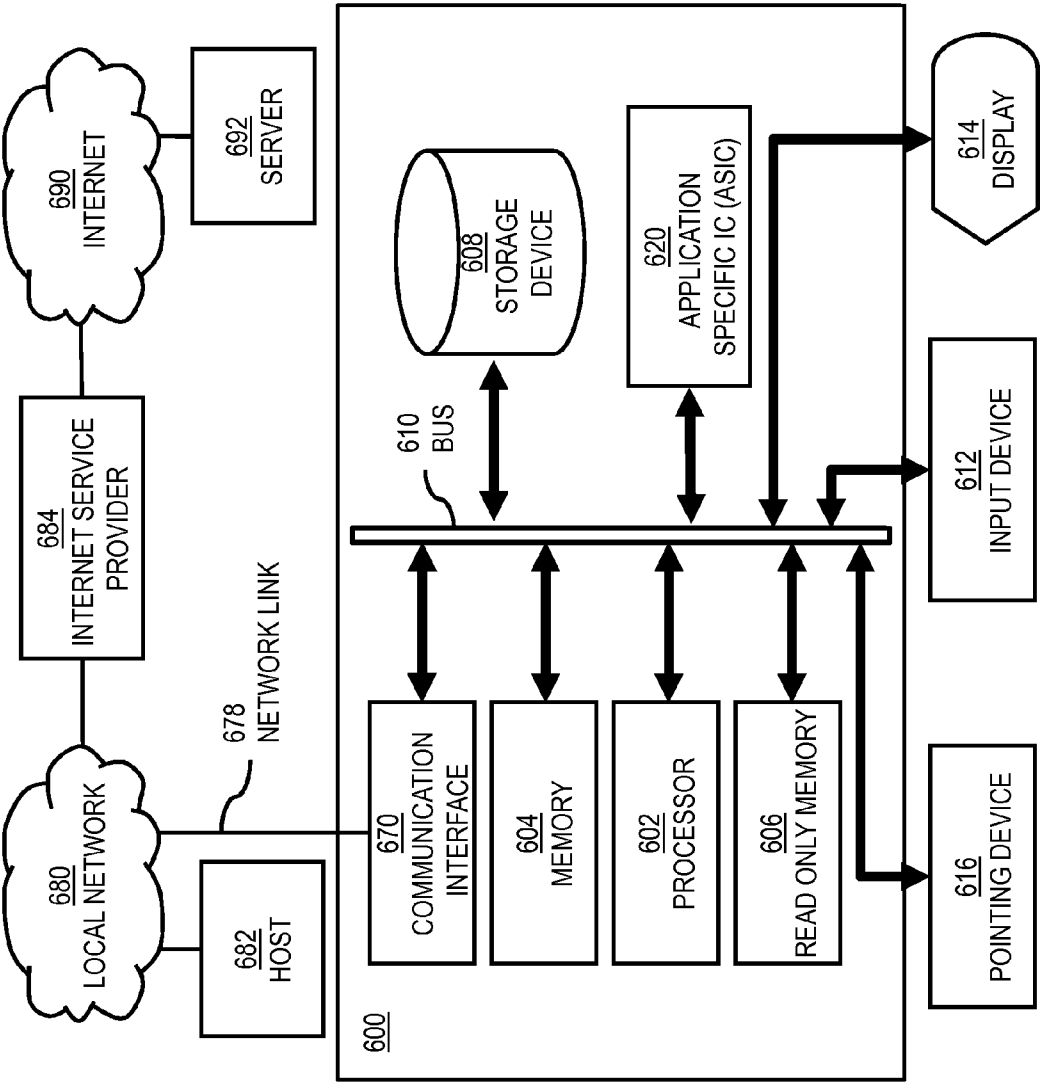 680
LOCAL NETWORK
684
INTERNET SERVICE
PROVIDER
690
INTERNET
682
HOST
678
NETWORK LINK
692
SERVER
600
670
COMMUNICATION
INTERFACE
604
MEMORY
602
PROCESSOR
606
READ ONLY MEMORY
610
BUS
608
STORAGE
DEVICE
620
APPLICATION
SPECIFIC IC (ASIC)
616
POINTING DEVICE
612
INPUT DEVICE
614
DISPLAY